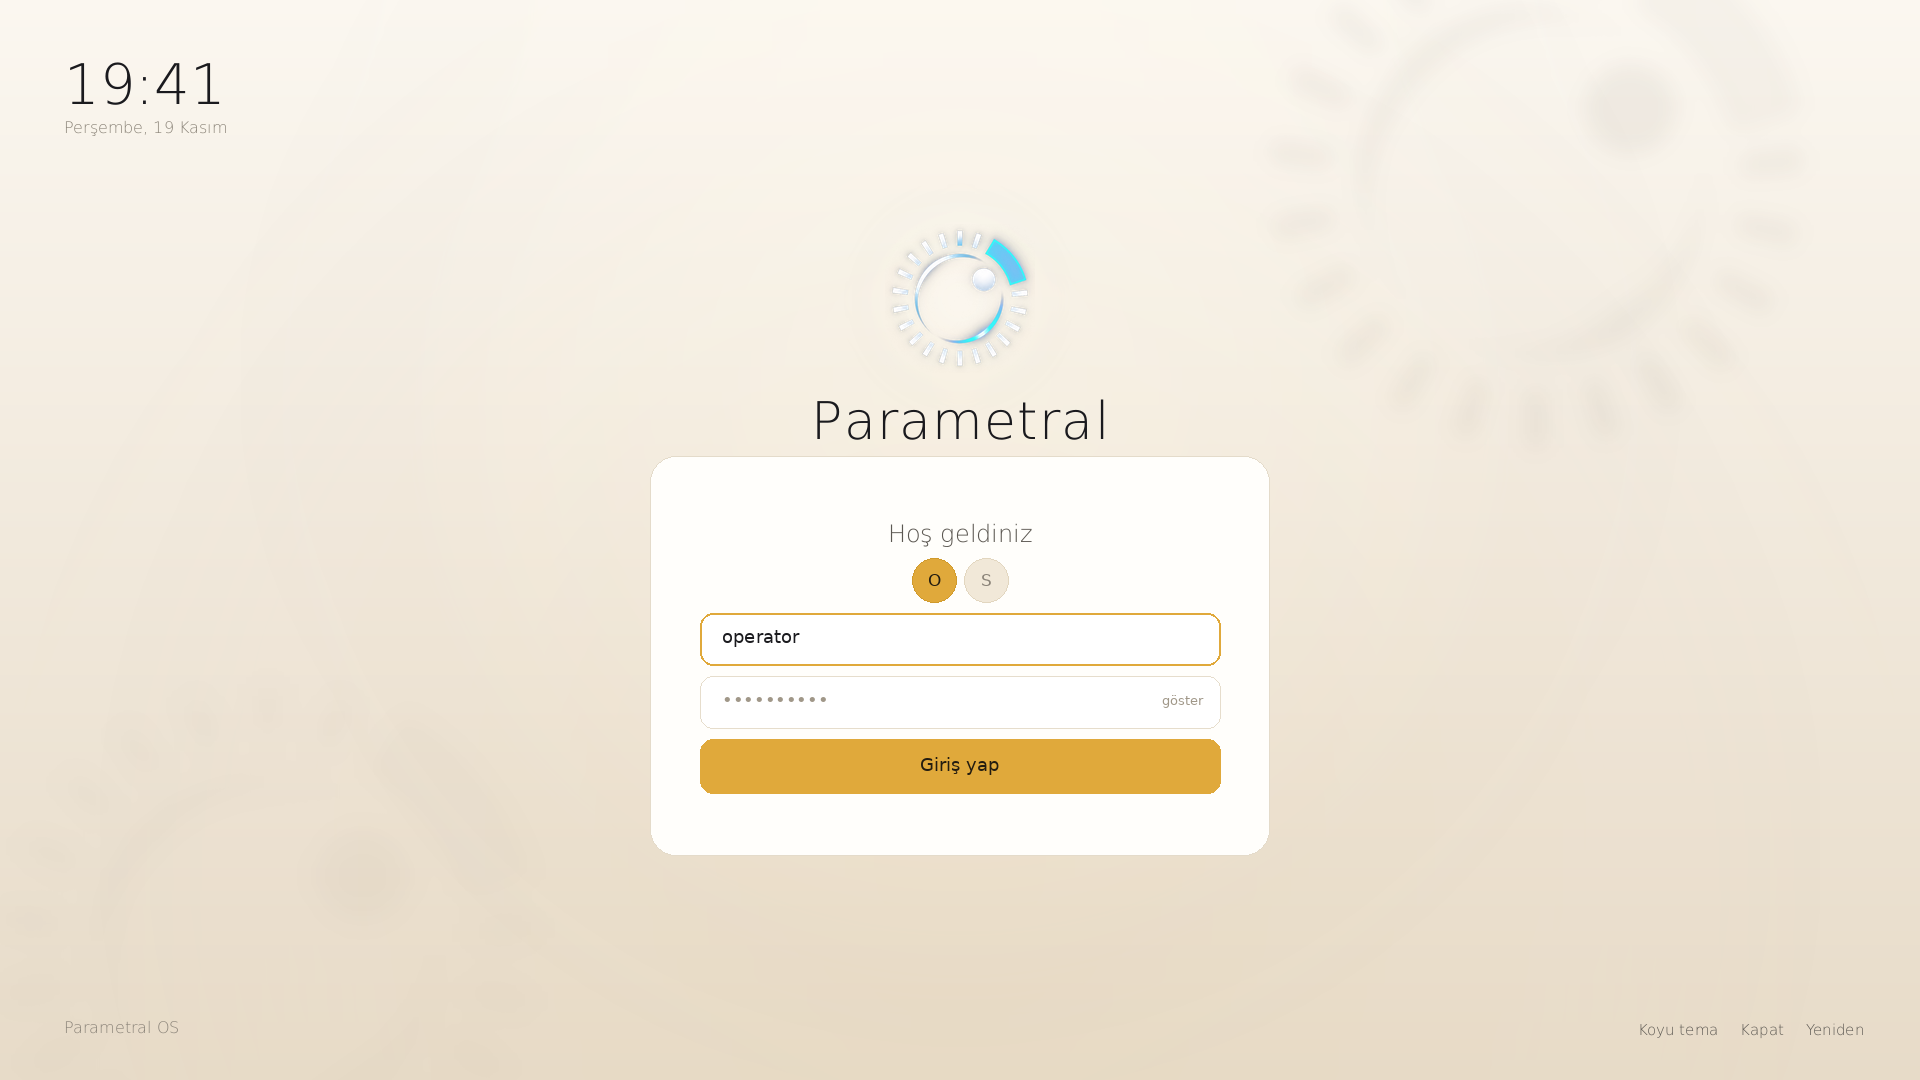 19:41
Perşembe, 19 Kasım
Parametral
Hoş geldiniz
O S
operator
•••••••••• göster
Giriş yap
Parametral OS
Koyu tema Kapat Yeniden